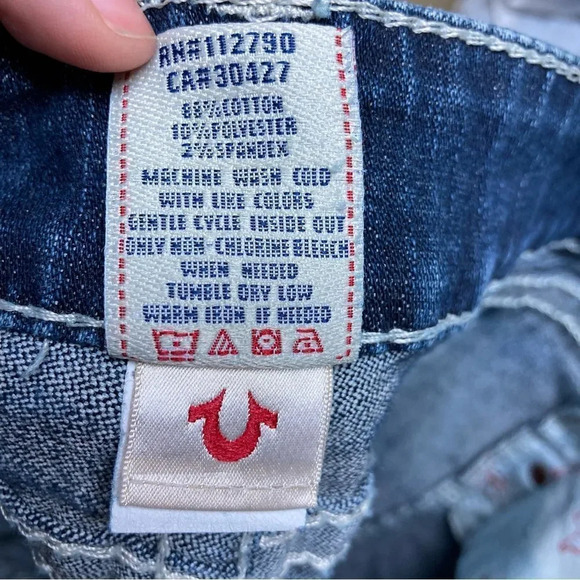 RN#112790
CA#30427
88%COTTON
10%POLYESTER
2%SPANDEX
MACHINE WASH COLD
WITH LIKE COLORS
GENTLE CYCLE INSIDE OUT
ONLY NON-CHLORINE BLEACH
WHEN NEEDED
TUMBLE DRY LOW
WARM IRON IF NEEDED